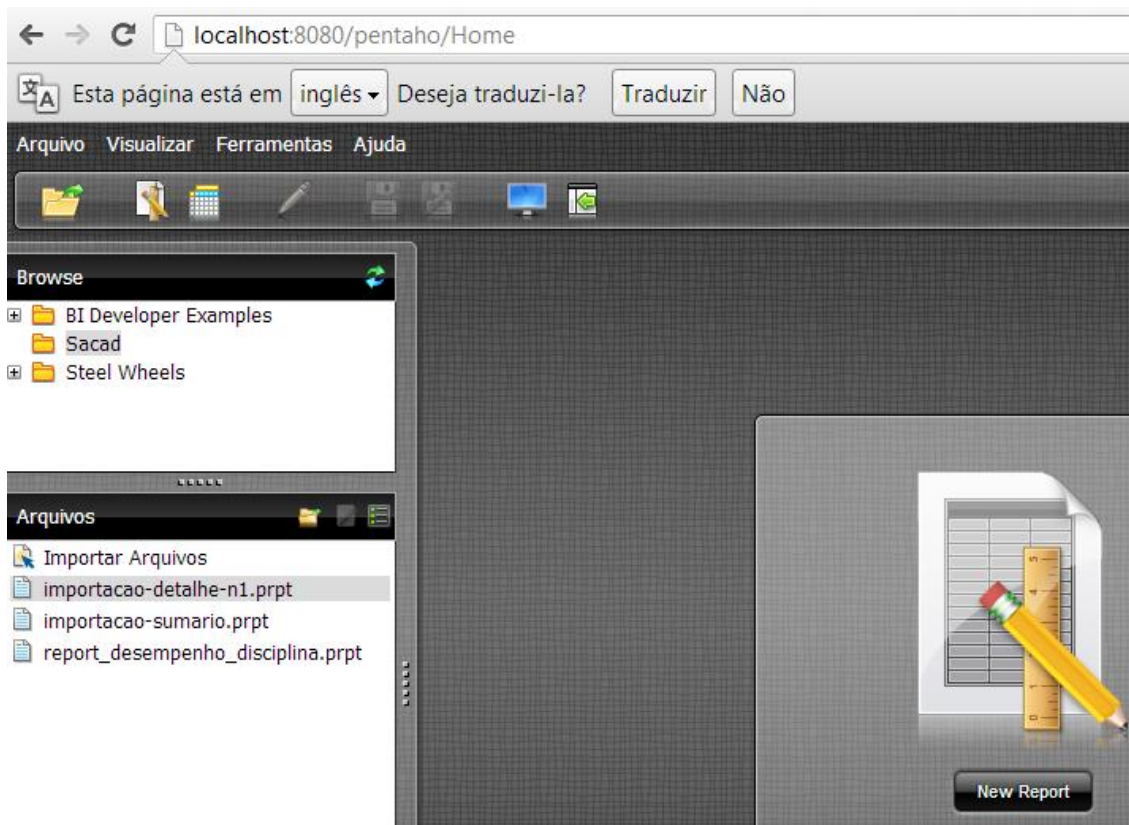 localhost:8080/pentaho/Home
Esta página está em inglês Deseja traduzi-la? Traduzir Não
Arquivo Visualizar Ferramentas Ajuda
Browse
BI Developer Examples
Sacad
Steel Wheels
Arquivos
Importar Arquivos
importacao-detalhe-n1.prpt
importacao-sumario.prpt
report_desempenho_disciplina.prpt
New Report